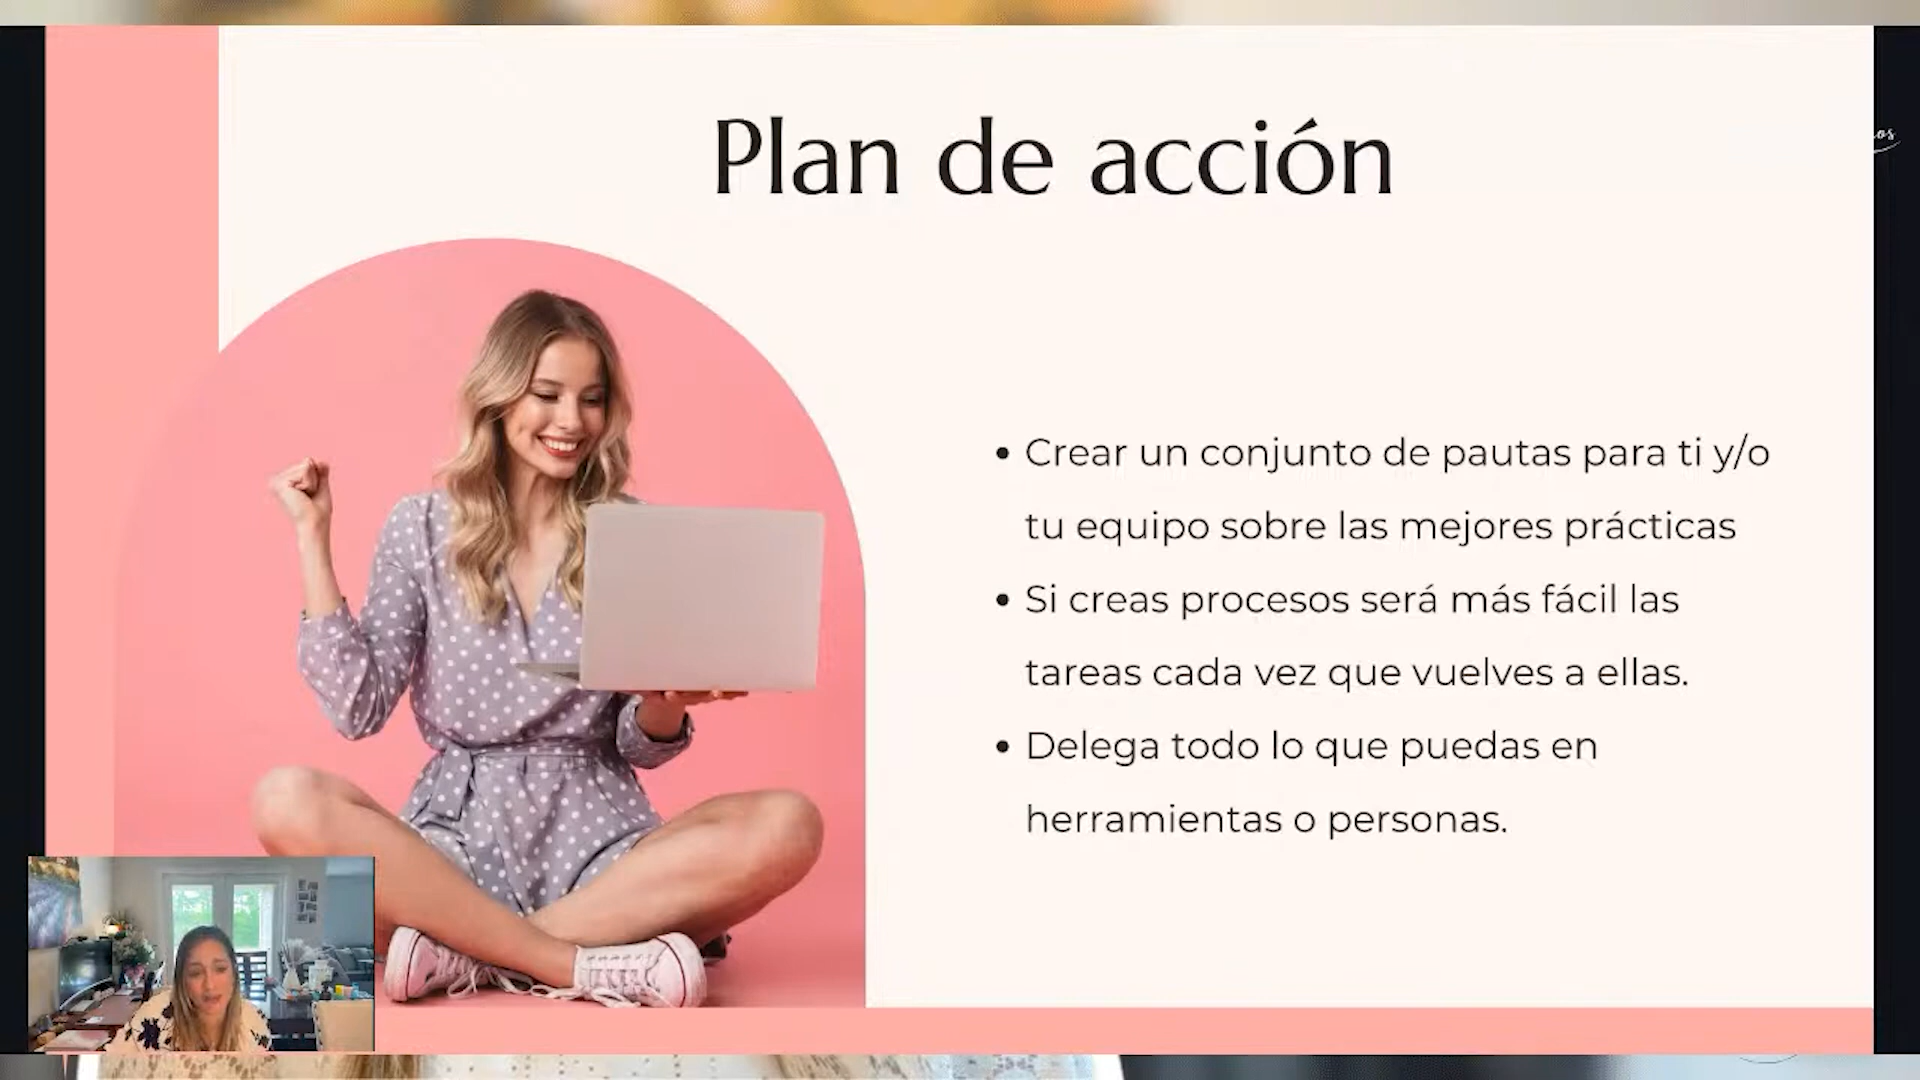 Plan de acción
• Crear un conjunto de pautas para ti y/o
tu equipo sobre las mejores prácticas
• Si creas procesos será más fácil las
tareas cada vez que vuelves a ellas.
• Delega todo lo que puedas en
herramientas o personas.